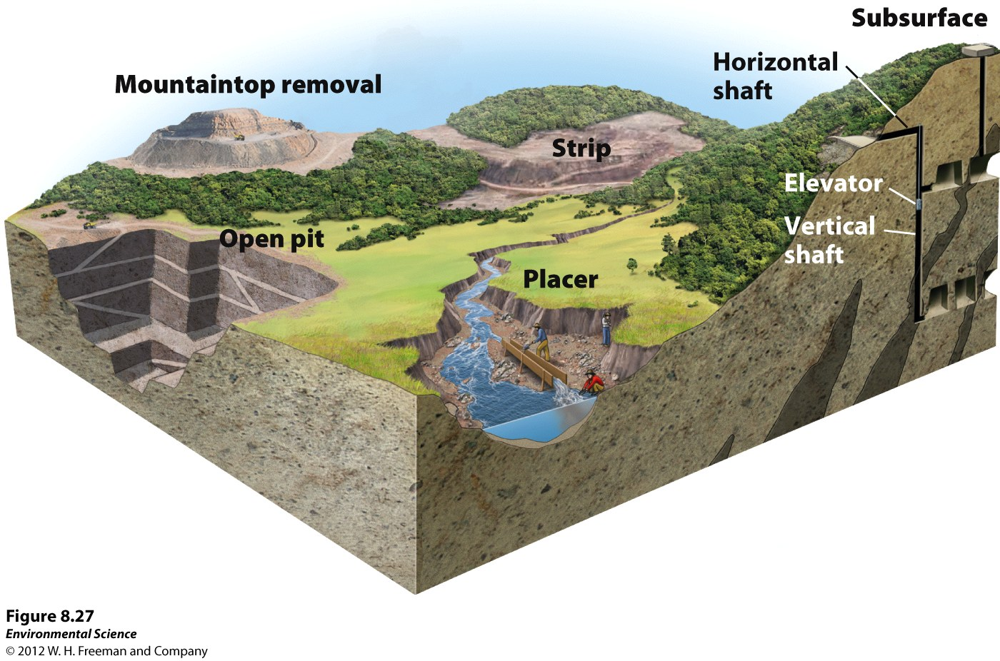 Subsurface
Horizontal
shaft
Mountaintop removal
Strip
Elevator
Vertical
shaft
Open pit
Placer
Figure 8.27
Environmental Science
© 2012 W. H. Freeman and Company